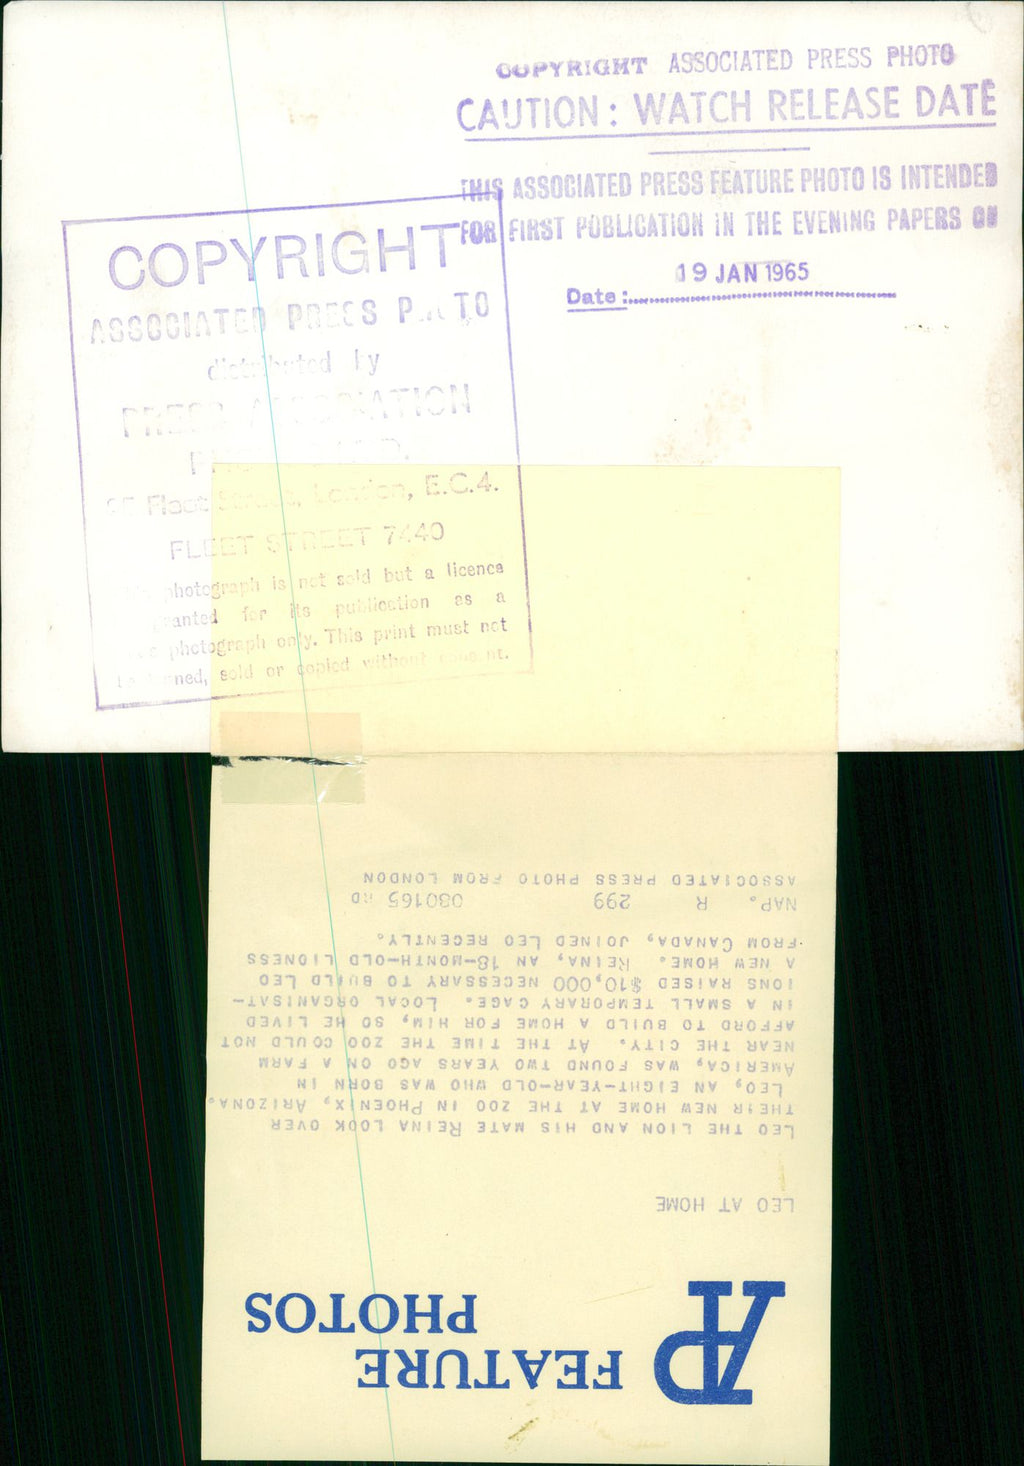 COPYRIGHT ASSOCIATED PRESS PHOTO
CAUTION: WATCH RELEASE DATE
THIS ASSOCIATED PRESS FEATURE PHOTO IS INTENDED
FOR FIRST PUBLICATION IN THE EVENING PAPERS ON
19 JAN 1965
Date:
COPYRIGHT
ASSOCIATED PRESS PHOTO
distributed by
PRESS ASSOCIATION
Fleet Street, London, E.C.4.
FLEET STREET 7440
photograph is not sold but a licence
granted for its publication as a
photograph only. This print must not
sold or copied without consent.
AP FEATURE
PHOTOS
LEO AT HOME
LEO THE LION AND HIS MATE REINA LOOK OVER
THEIR NEW HOME AT THE ZOO IN PHOENIX, ARIZONA.
LEO, AN EIGHT-YEAR-OLD WHO WAS BORN IN
AMERICA, WAS FOUND TWO YEARS AGO ON A FARM
NEAR THE CITY. AT THE TIME THE ZOO COULD NOT
AFFORD TO BUILD A HOME FOR HIM, SO HE LIVED
IN A SMALL TEMPORARY CAGE. LOCAL ORGANISAT-
IONS RAISED $10,000 NECESSARY TO BUILD LEO
A NEW HOME. REINA, AN 18-MONTH-OLD LIONESS
FROM CANADA, JOINED LEO RECENTLY.
NAP. R 299 080165 RD
ASSOCIATED PRESS PHOTO FROM LONDON